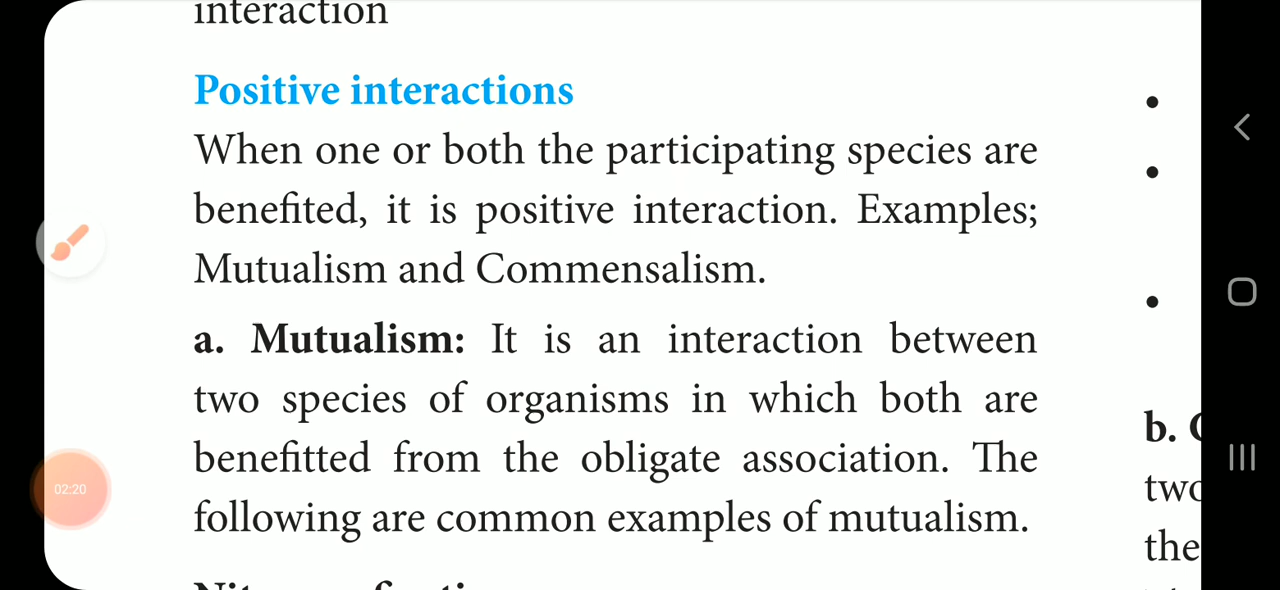 interaction
Positive interactions
When one or both the participating species are
benefited, it is positive interaction. Examples;
Mutualism and Commensalism.
a. Mutualism: It is an interaction between
two species of organisms in which both are
benefitted from the obligate association. The
following are common examples of mutualism.
•
•
•
b.
the
02:20